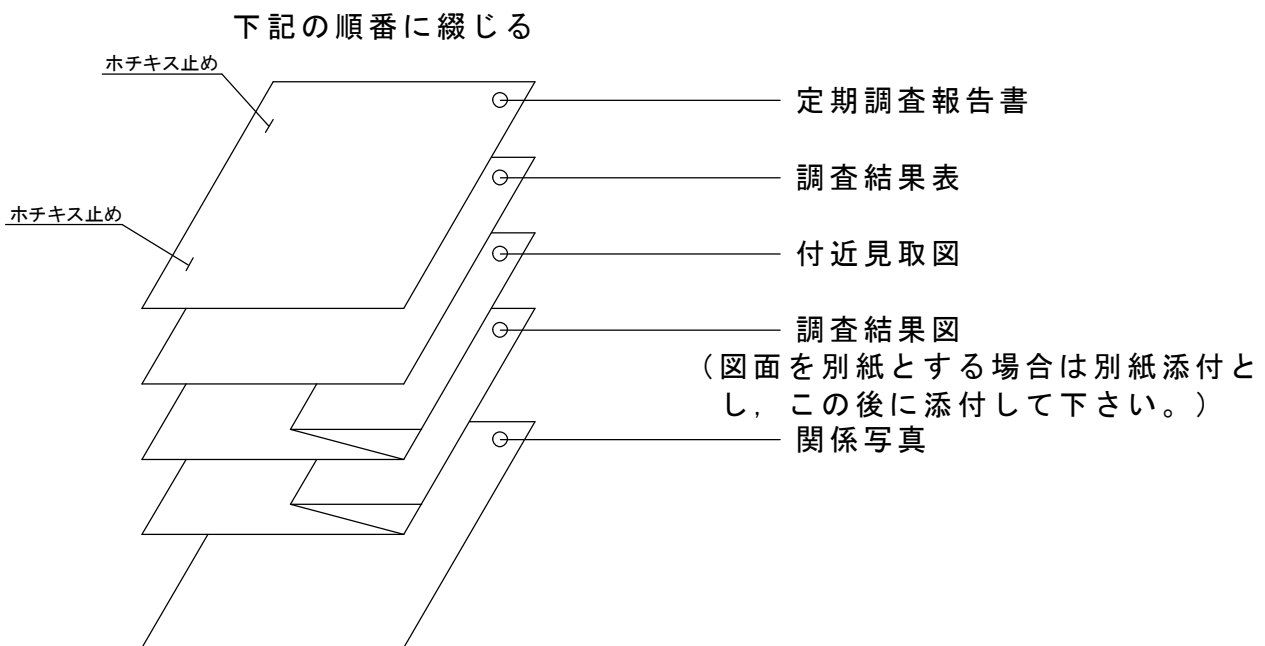 下記の順番に綴じる
ホチキス止め
定期調査報告書
調査結果表
ホチキス止め
付近見取図
調査結果図
（図面を別紙とする場合は別紙添付と
し，この後に添付して下さい。）
関係写真